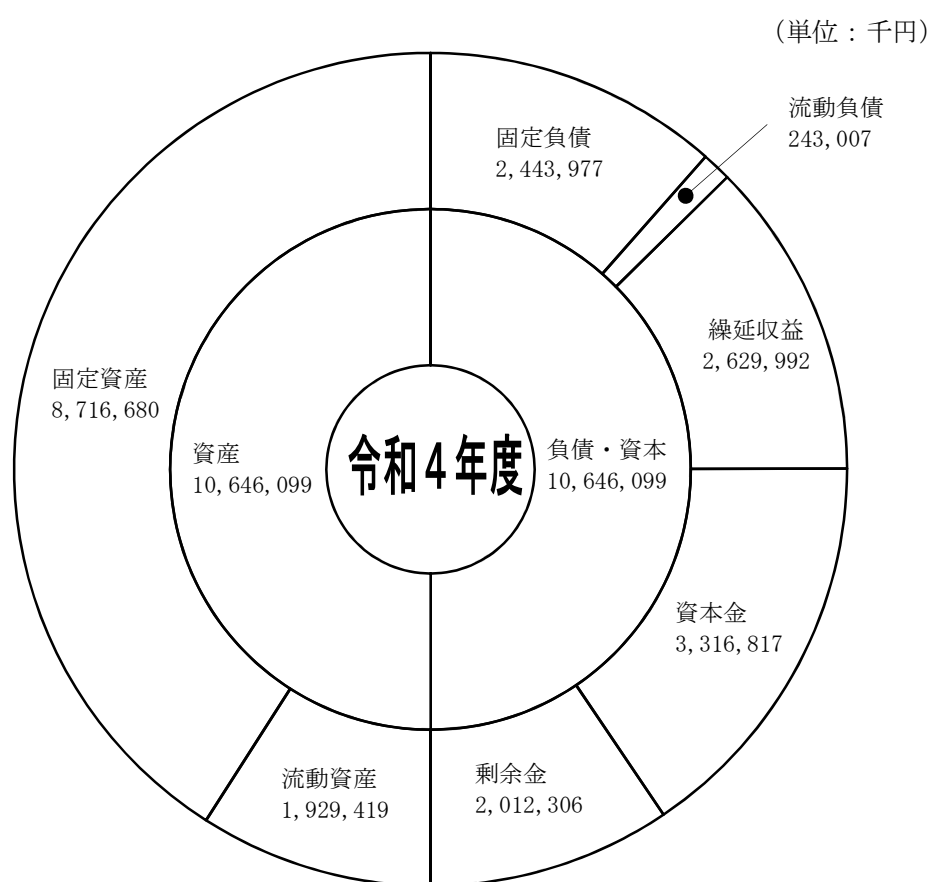 （単位：千円）
流動負債
243,007
固定負債
2,443,977
繰延収益
2,629,992
固定資産
8,716,680
資産
10,646,099
令和４年度
負債・資本
10,646,099
資本金
3,316,817
流動資産
1,929,419
剰余金
2,012,306